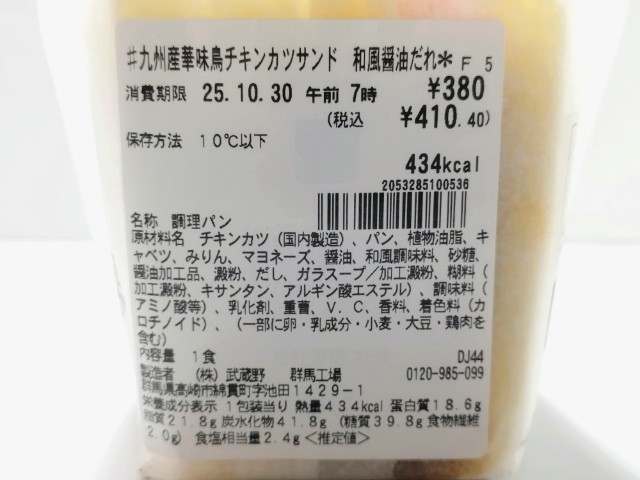 #九州産華味鳥チキンカツサンド 和風醤油だれ* F 5
消費期限 25.10.30 午前 7時 ¥380
(税込 ¥410.40)
保存方法 10℃以下
434kcal
2053285100536
名称 調理パン
原材料名 チキンカツ(国内製造)、パン、植物油脂、キ
ャベツ、みりん、マヨネーズ、醤油、和風調味料、砂糖、
醤油加工品、澱粉、だし、ガラスープ/加工澱粉、糊料(
加工澱粉、キサンタン、アルギン酸エステル)、調味料(
アミノ酸等)、乳化剤、重曹、V.C、香料、着色料(カ
ロチノイド)、(一部に卵・乳成分・小麦・大豆・鶏肉を
含む)
内容量 1食 DJ44
製造者 (株)武蔵野 群馬工場 0120-985-099
群馬県高崎市綿貫町字池田1429-1
栄養成分表示 1包装当り 熱量434kcal 蛋白質18.6g
脂質21.8g 炭水化物41.8g (糖質39.8g 食物繊維
2.0g) 食塩相当量2.4g <推定値>